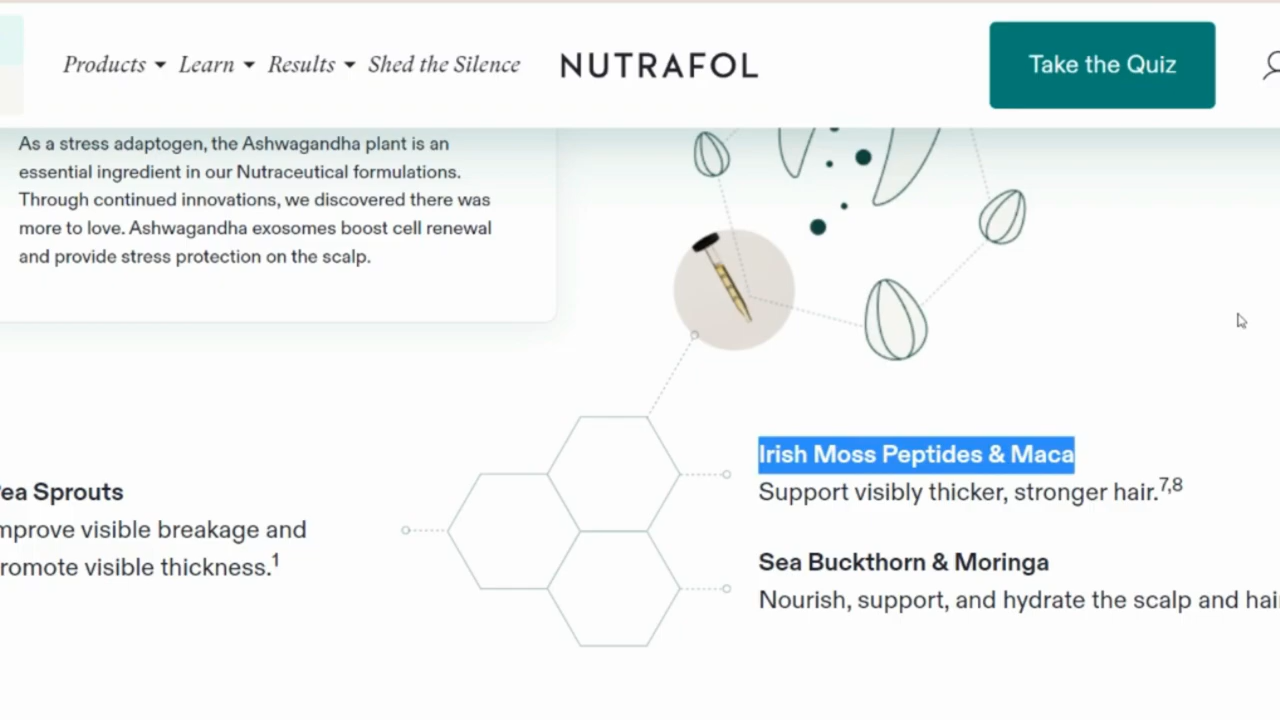 Products Learn Results Shed the Silence NUTRAFOL Take the Quiz
As a stress adaptogen, the Ashwagandha plant is an
essential ingredient in our Nutraceutical formulations.
Through continued innovations, we discovered there was
more to love. Ashwagandha exosomes boost cell renewal
and provide stress protection on the scalp.
Pea Sprouts
mprove visible breakage and
romote visible thickness.1
Irish Moss Peptides & Maca
Support visibly thicker, stronger hair.7,8
Sea Buckthorn & Moringa
Nourish, support, and hydrate the scalp and hai